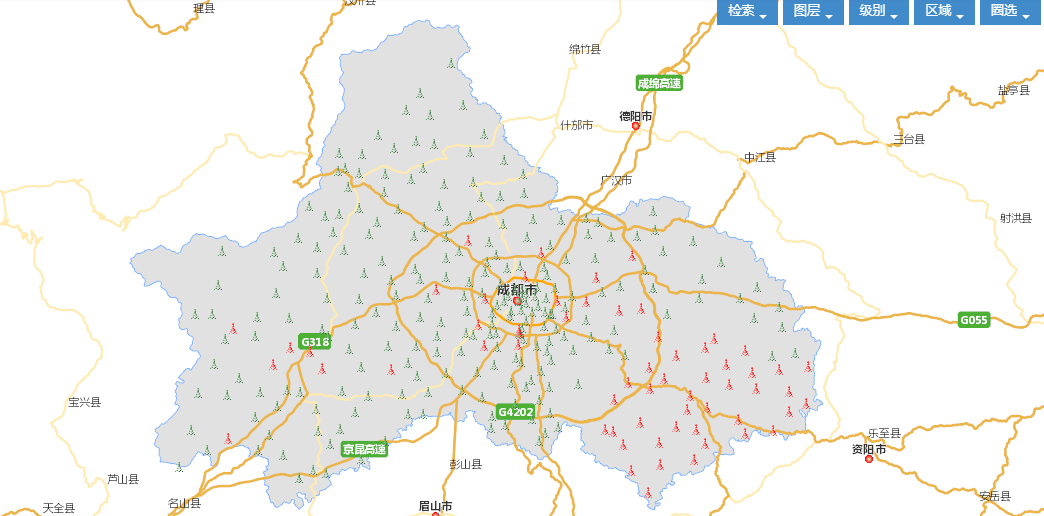 检索
图层
级别
区域
圈选
理县
汶川县
绵竹县
成绵高速
盐亭县
德阳市
什邡市
三台县
中江县
广汉市
射洪县
成都市
G055
G318
宝兴县
G4202
乐至县
京昆高速
资阳市
彭山县
芦山县
名山县
眉山市
安岳县
天全县